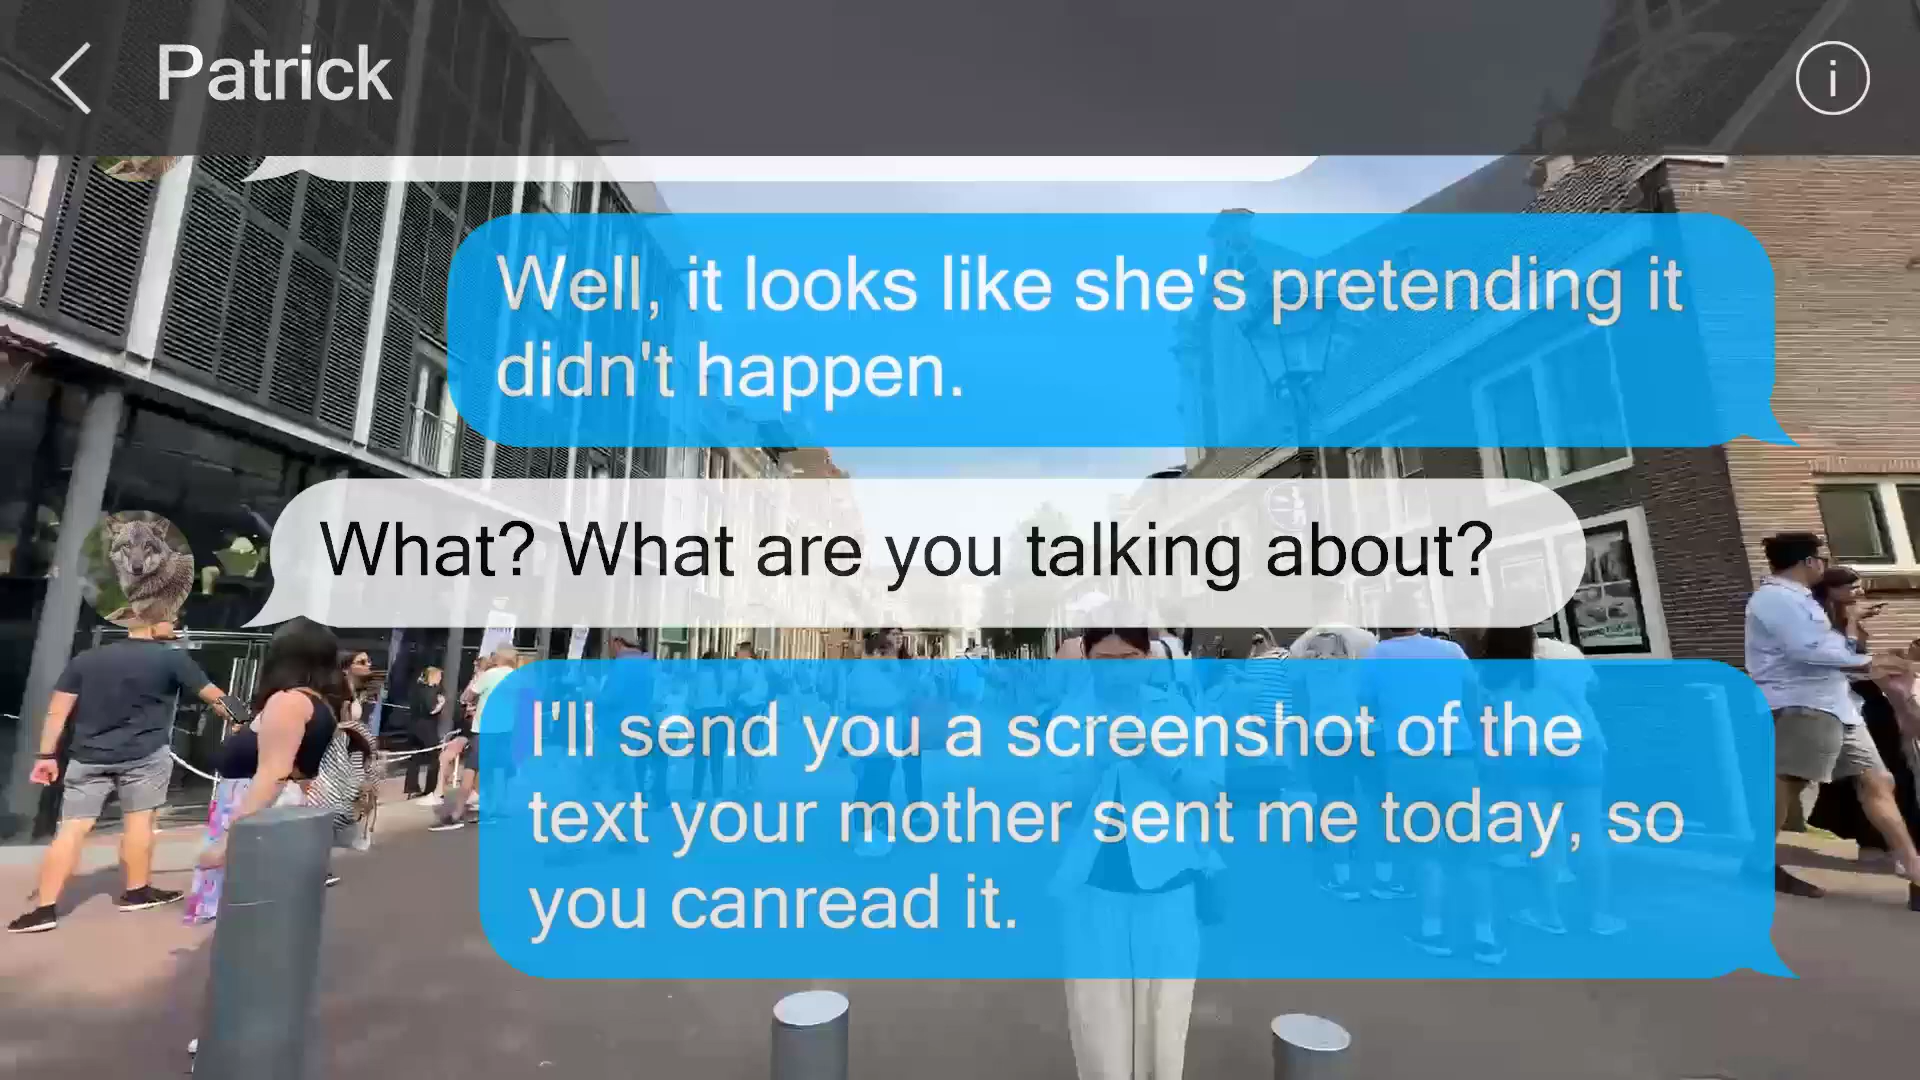 Patrick
Well, it looks like she's pretending it
didn't happen.
What? What are you talking about?
I'll send you a screenshot of the
text your mother sent me today, so
you canread it.